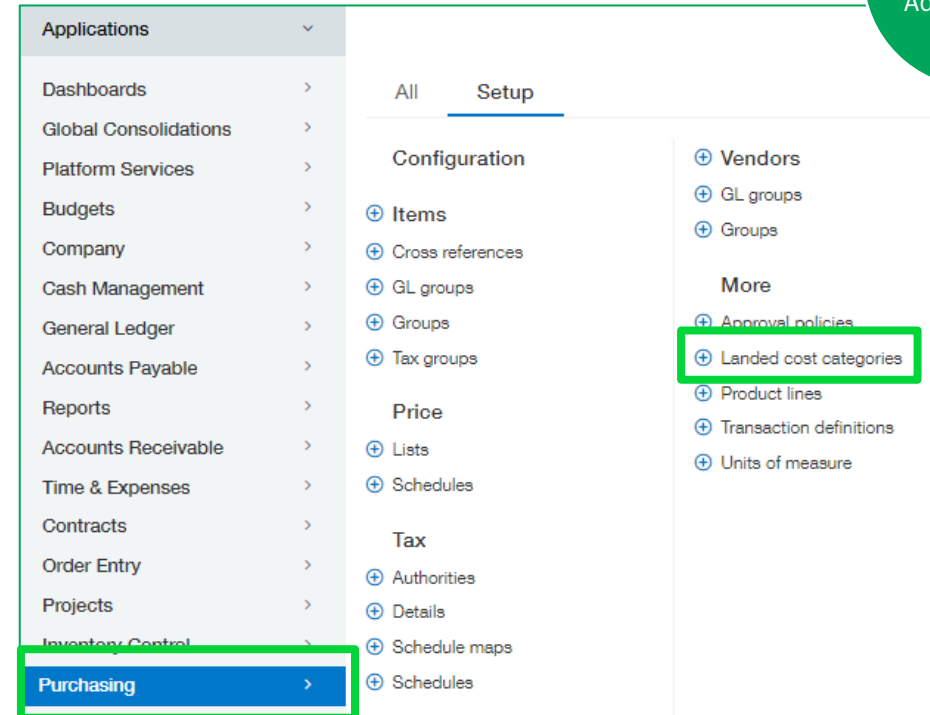 Applications
Dashboards
Global Consolidations
Platform Services
Budgets
Company
Cash Management
General Ledger
Accounts Payable
Reports
Accounts Receivable
Time & Expenses
Contracts
Order Entry
Projects
Inventory Control
Purchasing
All
Setup
Configuration
Items
Cross references
GL groups
Groups
Tax groups
Price
Lists
Schedules
Tax
Authorities
Details
Schedule maps
Schedules
Vendors
GL groups
Groups
More
Approval policies
Landed cost categories
Product lines
Transaction definitions
Units of measure